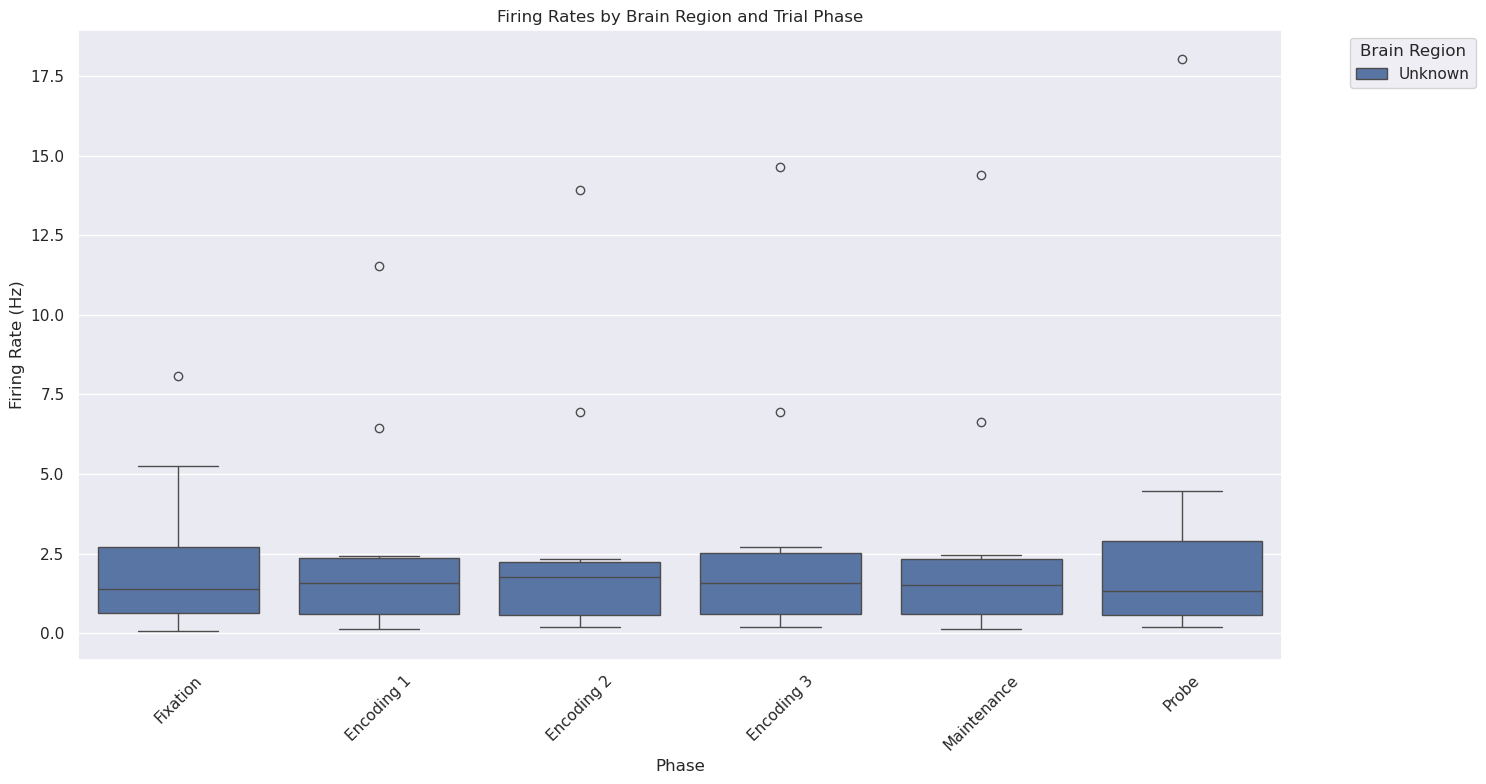 Firing Rates by Brain Region and Trial Phase
Brain Region
Unknown
Firing Rate (Hz)
17.5
15.0
12.5
10.0
7.5
5.0
2.5
0.0
Fixation
Encoding 1
Encoding 2
Encoding 3
Maintenance
Probe
Phase